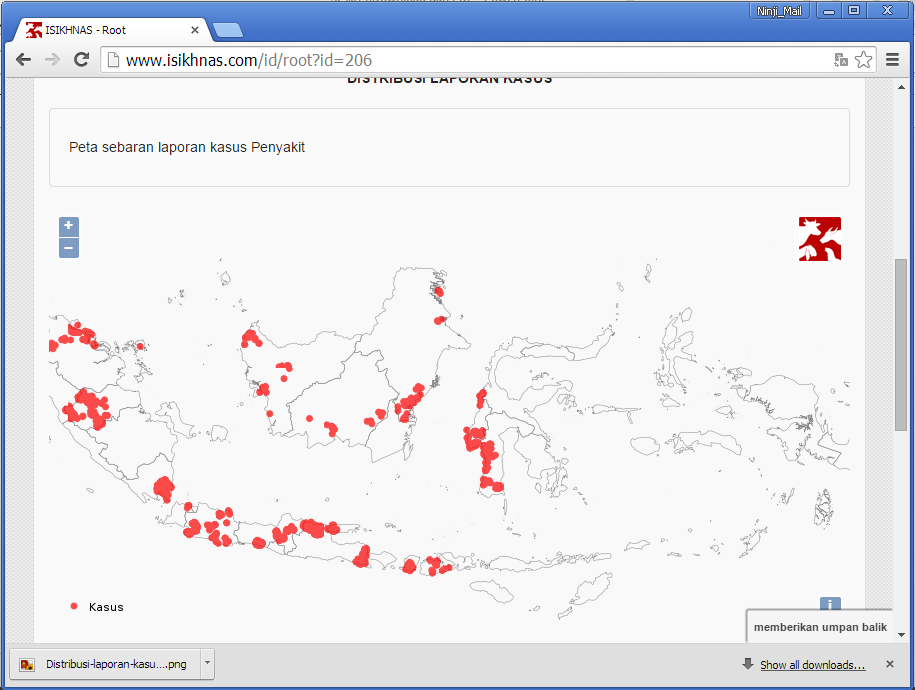 Ninji_Mail
ISIKHNAS - Root
www.isikhnas.com/id/root?id=206
DISTRIBUSI LAPORAN KASUS
Peta sebaran laporan kasus Penyakit
+
−
Kasus
i
memberikan umpan balik
Distribusi-laporan-kasu....png
Show all downloads...